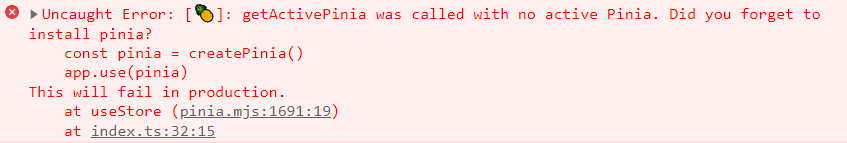 ▶Uncaught Error: [🍍]: getActivePinia was called with no active Pinia. Did you forget to
install pinia?
    const pinia = createPinia()
    app.use(pinia)
This will fail in production.
    at useStore (pinia.mjs:1691:19)
    at index.ts:32:15